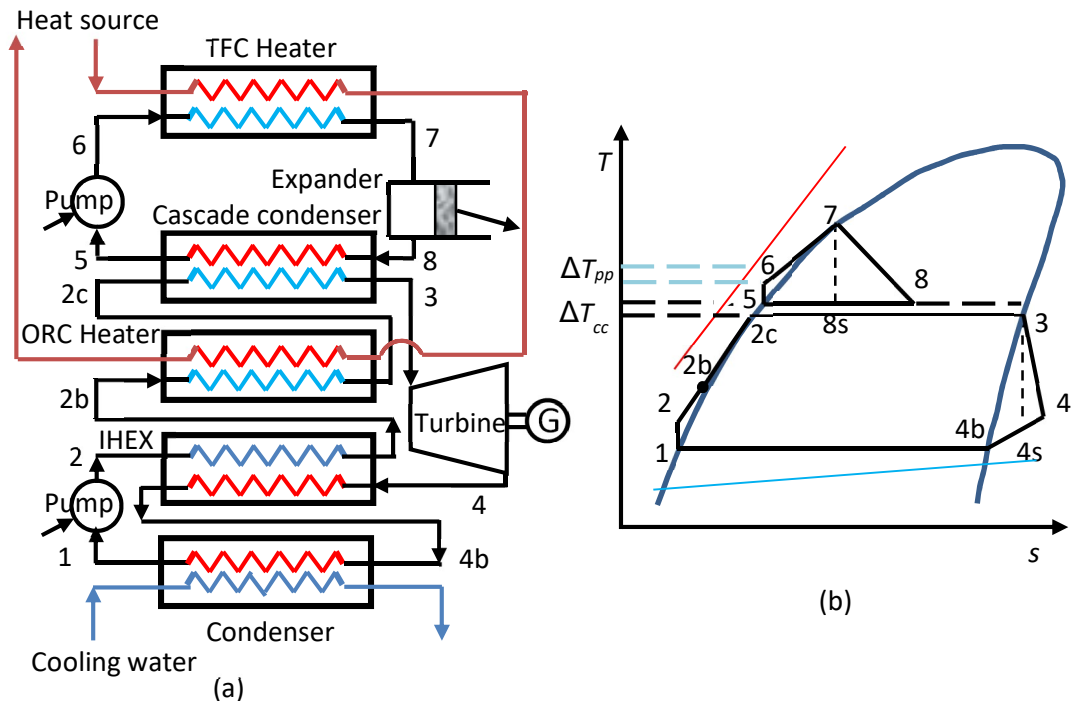 Heat source
TFC Heater
6
7
Pump
Expander
Cascade condenser
5
8
2c
3
ORC Heater
2b
Turbine
G
IHEX
2
4
Pump
1
4b
Condenser
Cooling water
(a)
T
7
ΔTpp
6
8
5
ΔTcc
2c
8s
3
2b
2
4
1
4b
4s
s
(b)